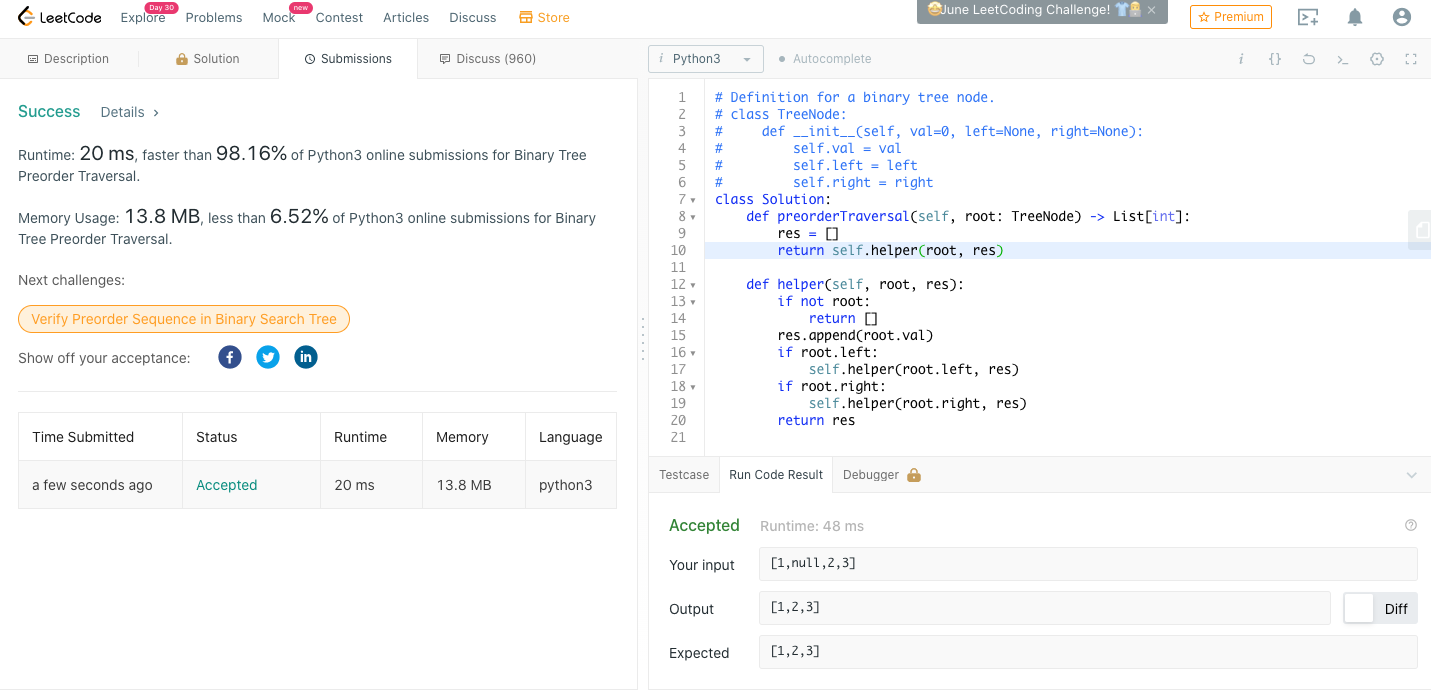 Day 30
new
LeetCode Explore Problems Mock Contest Articles Discuss Store
🤩June LeetCoding Challenge! 👕 ×
Premium
Description Solution Submissions Discuss (960)
Success Details >
Runtime: 20 ms, faster than 98.16% of Python3 online submissions for Binary Tree
Preorder Traversal.
Memory Usage: 13.8 MB, less than 6.52% of Python3 online submissions for Binary
Tree Preorder Traversal.
Next challenges:
Verify Preorder Sequence in Binary Search Tree
Show off your acceptance: f in
Time Submitted Status Runtime Memory Language
a few seconds ago Accepted 20 ms 13.8 MB python3
i Python3 Autocomplete i {} >_
1 # Definition for a binary tree node.
2 # class TreeNode:
3 #     def __init__(self, val=0, left=None, right=None):
4 #         self.val = val
5 #         self.left = left
6 #         self.right = right
7 class Solution:
8     def preorderTraversal(self, root: TreeNode) -> List[int]:
9         res = []
10         return self.helper(root, res)
11
12     def helper(self, root, res):
13         if not root:
14             return []
15         res.append(root.val)
16         if root.left:
17             self.helper(root.left, res)
18         if root.right:
19             self.helper(root.right, res)
20         return res
21
Testcase Run Code Result Debugger
Accepted Runtime: 48 ms
Your input [1,null,2,3]
Output [1,2,3] Diff
Expected [1,2,3]